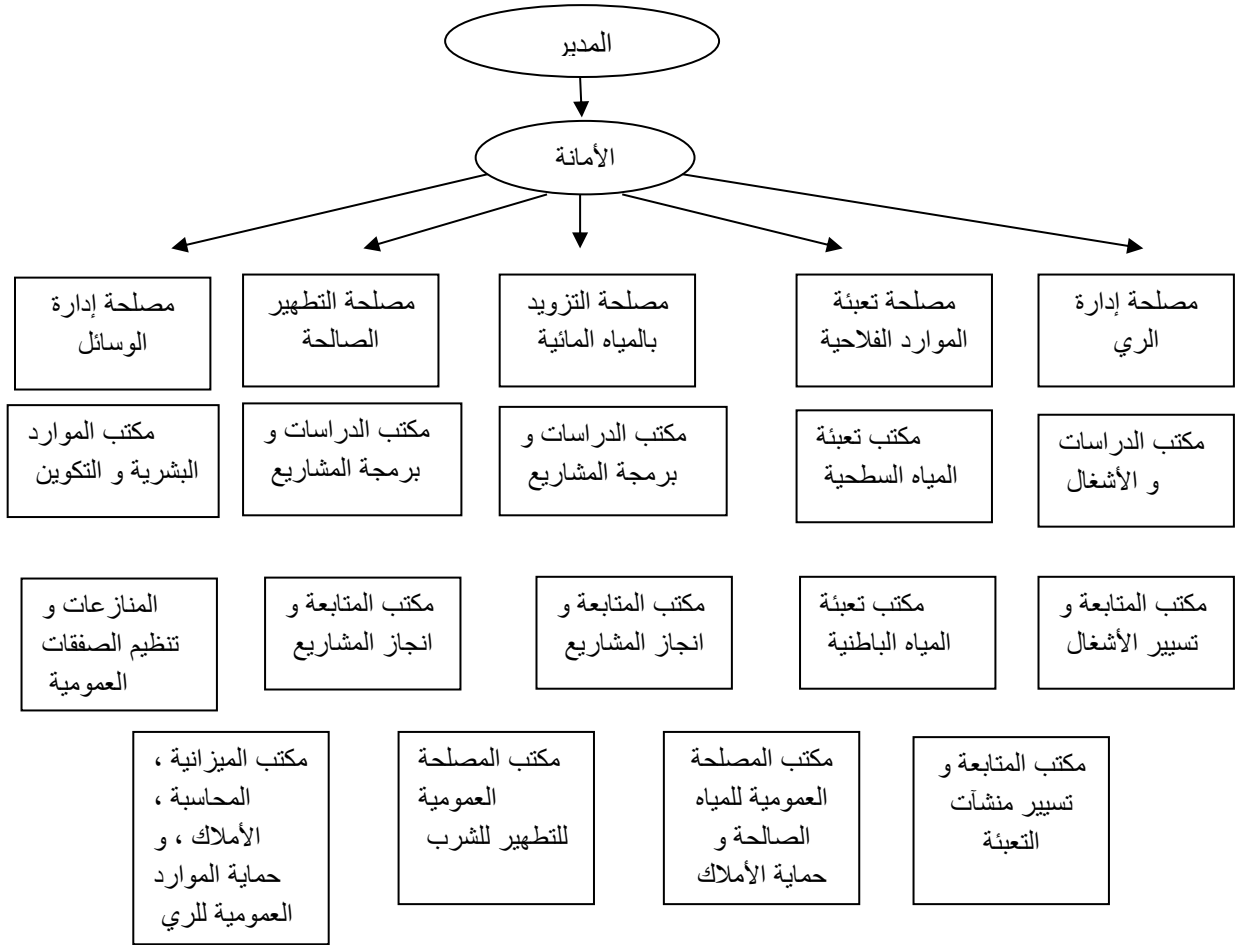 المدير
الأمانة
مصلحة إدارة
الري
مصلحة تعبئة
الموارد الفلاحية
مصلحة التزويد
بالمياه المائية
مصلحة التطهير
الصالحة
مصلحة إدارة
الوسائل
مكتب الدراسات
و الأشغال
مكتب تعبئة
المياه السطحية
مكتب الدراسات و
برمجة المشاريع
مكتب الدراسات و
برمجة المشاريع
مكتب الموارد
البشرية و التكوين
مكتب المتابعة و
تسيير الأشغال
مكتب تعبئة
المياه الباطنية
مكتب المتابعة و
انجاز المشاريع
مكتب المتابعة و
انجاز المشاريع
المنازعات و
تنظيم الصفقات
العمومية
مكتب المتابعة و
تسيير منشآت
التعبئة
مكتب المصلحة
العمومية للمياه
الصالحة و
حماية الأملاك
مكتب المصلحة
العمومية
للتطهير للشرب
مكتب الميزانية ،
المحاسبة ،
الأملاك ، و
حماية الموارد
العمومية للري